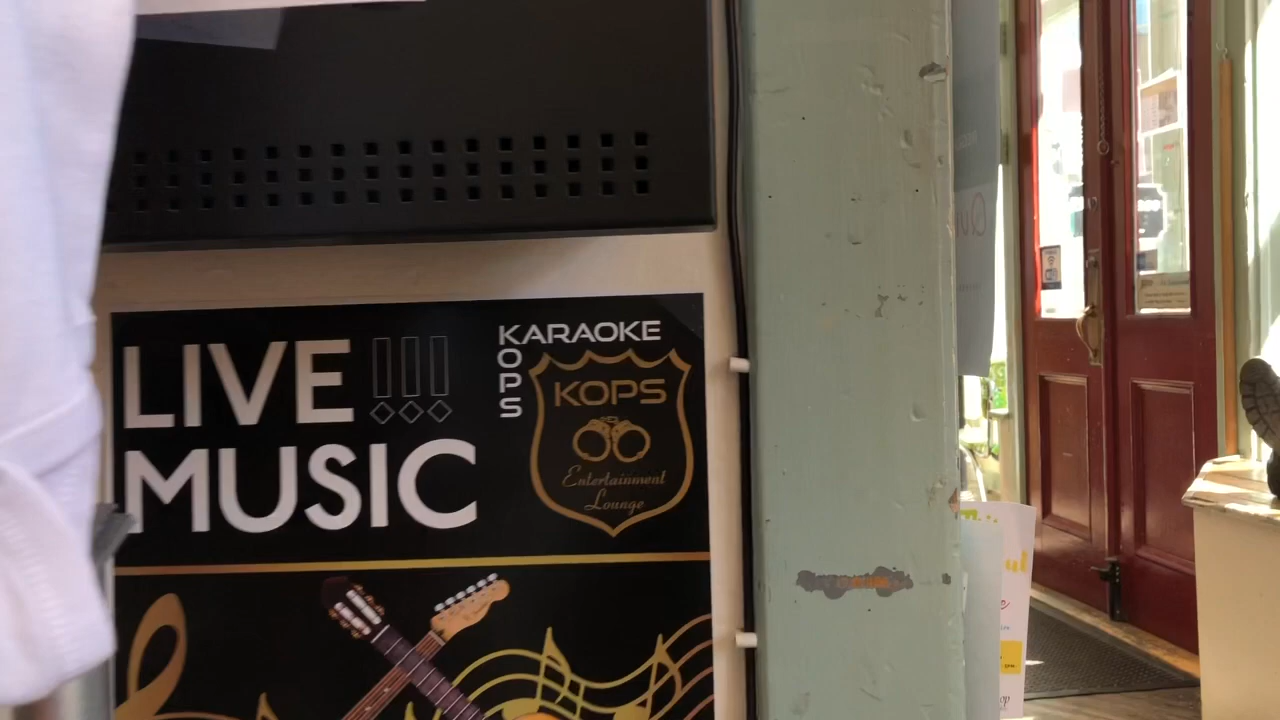 LIVE
MUSIC
KARAOKE
KOPS
KOPS
Entertainment
Lounge